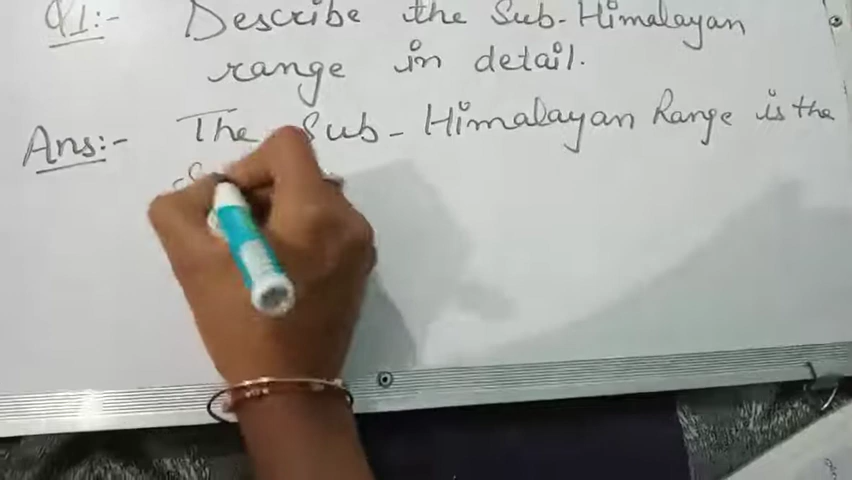 Q1:- Describe the Sub-Himalayan
range in detail.
Ans:- The Sub-Himalayan Range is the